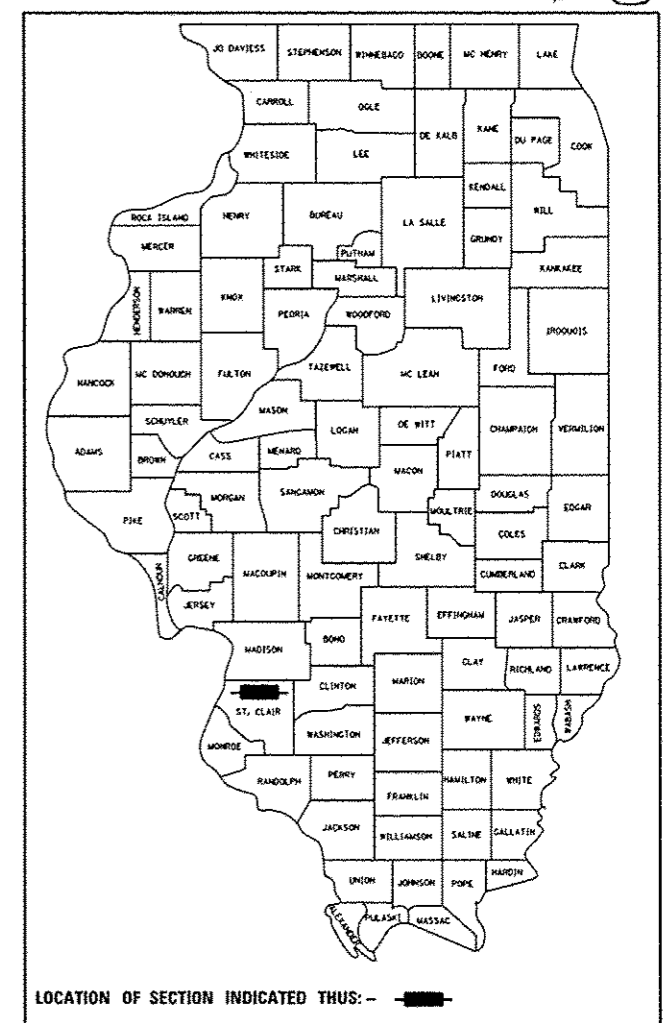 JO DAVIESS STEPHENSON WINNEBAGO BOONE MC HENRY LAKE
CARROLL OGLE
DE KALB KANE DU PAGE COOK
WHITESIDE LEE
KENDALL WILL
ROCK ISLAND HENRY BUREAU LA SALLE
GRUNDY
MERCER PUTNAM KANKAKEE
STARK MARSHALL
HENDERSON WARREN KNOX PEORIA WOODFORD LIVINGSTON IROQUOIS
HANCOCK MC DONOUGH FULTON TAZEWELL MC LEAN FORD
MASON
SCHUYLER LOGAN DE WITT CHAMPAIGN VERMILION
ADAMS BROWN CASS MENARD PIATT
MACON
MORGAN SANGAMON DOUGLAS
PIKE SCOTT CHRISTIAN MOULTRIE EDGAR
COLES
GREENE SHELBY
CALHOUN MACOUPIN MONTGOMERY CUMBERLAND CLARK
JERSEY
FAYETTE EFFINGHAM JASPER CRAWFORD
MADISON BOND
CLAY RICHLAND LAWRENCE
CLINTON MARION
ST. CLAIR WAYNE EDWARDS WABASH
WASHINGTON JEFFERSON
MONROE
RANDOLPH PERRY HAMILTON WHITE
FRANKLIN
JACKSON WILLIAMSON SALINE GALLATIN
UNION JOHNSON POPE HARDIN
ALEXANDER PULASKI MASSAC
LOCATION OF SECTION INDICATED THUS: -